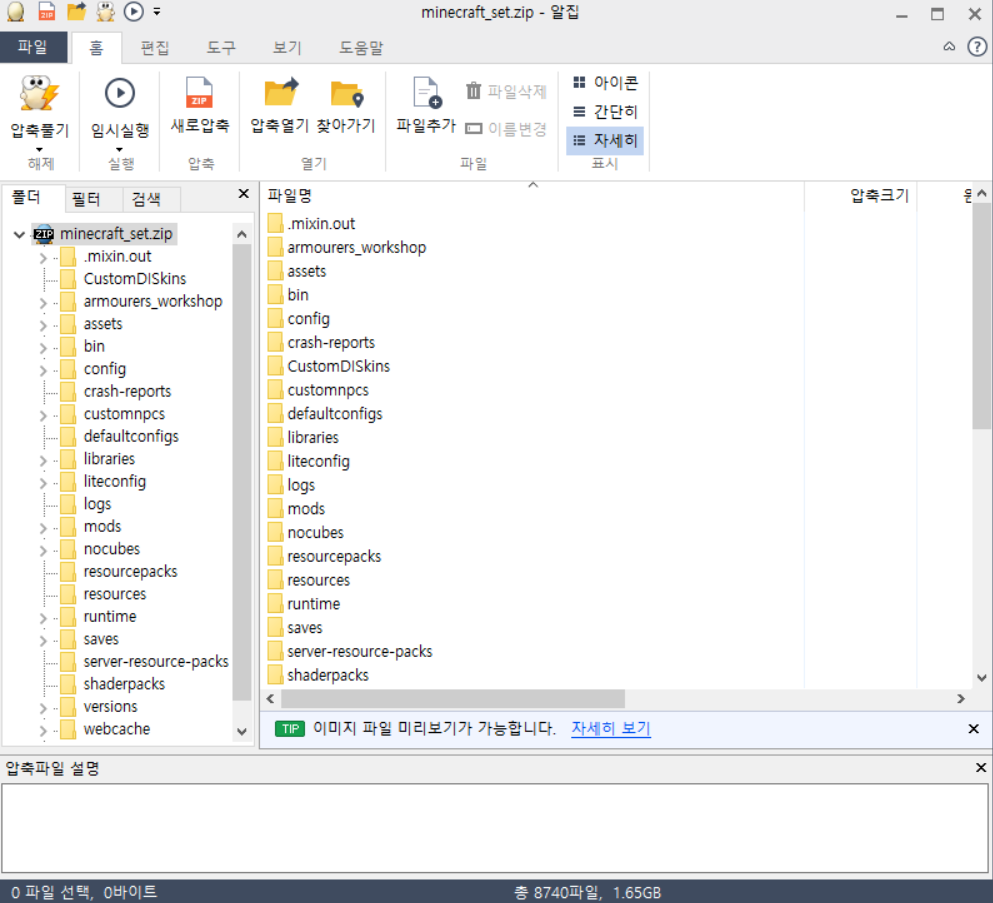 ZIP
minecraft_set.zip - 알집
파일 홈 편집 도구 보기 도움말
압축풀기 임시실행 새로압축 압축열기 찾아가기 파일추가 파일삭제 이름변경 아이콘 간단히 자세히
ZIP
해제 실행 압축 열기 파일 표시
폴더 필터 검색
ZIP minecraft_set.zip
.mixin.out
CustomDISkins
armourers_workshop
assets
bin
config
crash-reports
customnpcs
defaultconfigs
libraries
liteconfig
logs
mods
nocubes
resourcepacks
resources
runtime
saves
server-resource-packs
shaderpacks
versions
webcache
파일명 압축크기
.mixin.out
armourers_workshop
assets
bin
config
crash-reports
CustomDISkins
customnpcs
defaultconfigs
libraries
liteconfig
logs
mods
nocubes
resourcepacks
resources
runtime
saves
server-resource-packs
shaderpacks
TIP 이미지 파일 미리보기가 가능합니다. 자세히 보기
압축파일 설명
0 파일 선택, 0바이트
총 8740파일, 1.65GB